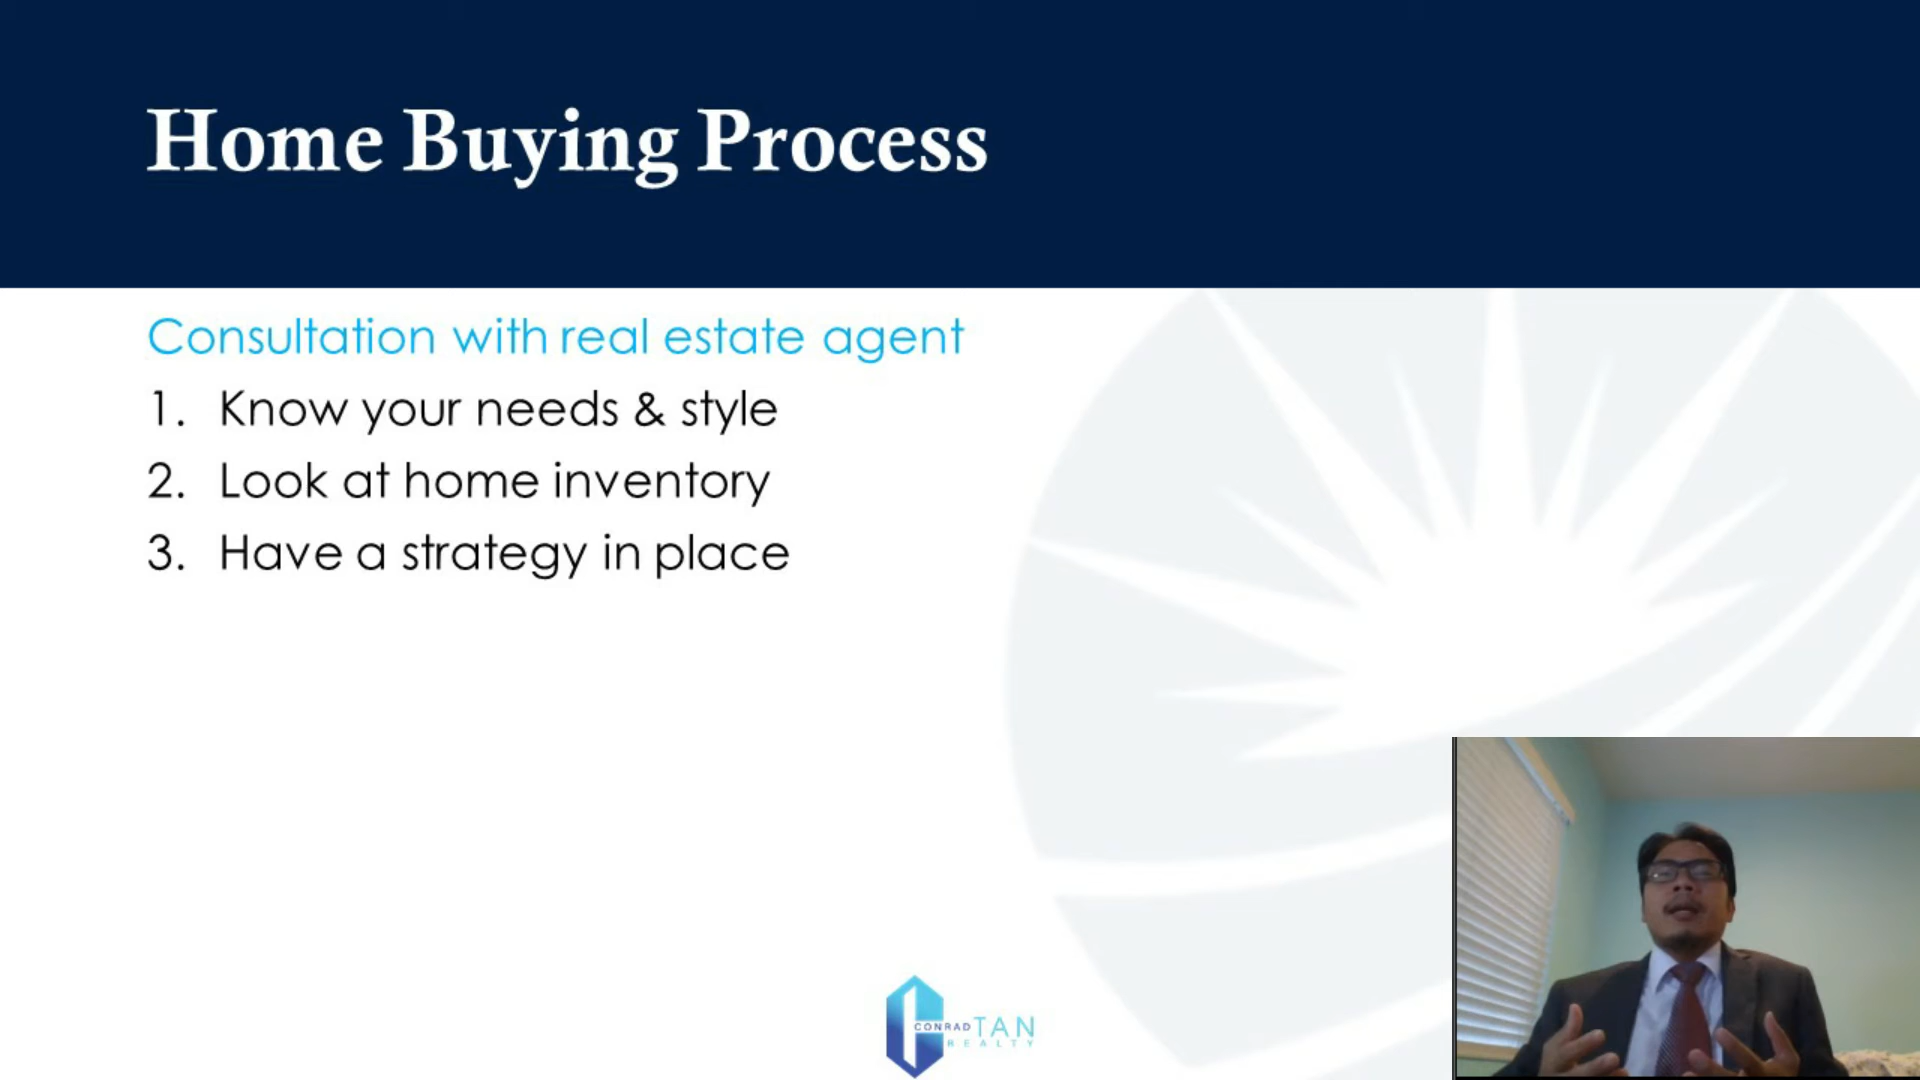 Home Buying Process
Consultation with real estate agent
1. Know your needs & style
2. Look at home inventory
3. Have a strategy in place
CONRAD TAN
REALTY